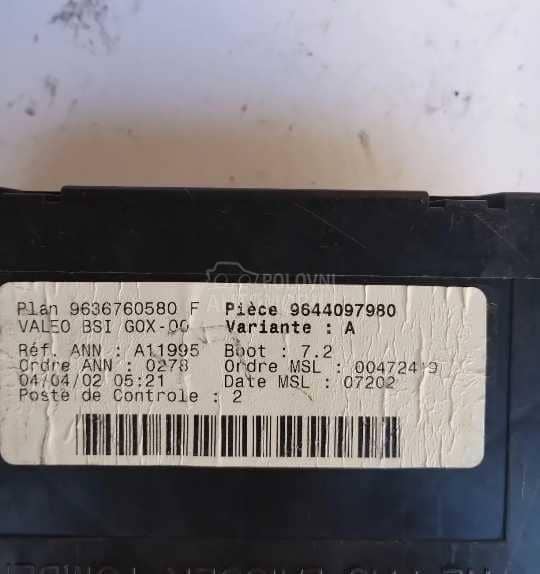 Plan 9636760580 F Pièce 9644097980
VALEO BSI GOX-00 Variante : A
Réf. ANN : A11995 Boot : 7.2
Ordre ANN : 0278 Ordre MSL : 00472419
04/04/02 05:21 Date MSL : 07202
Poste de Controle : 2
POLOVNI